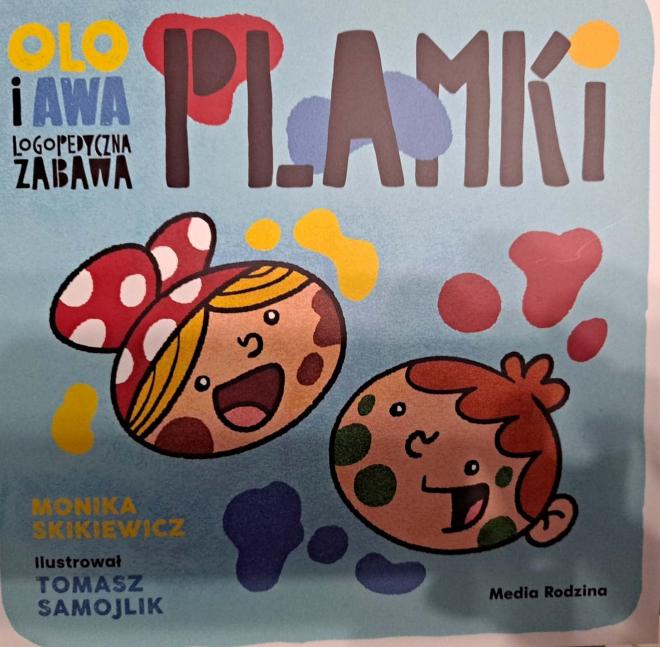 OLO
i AWA
LOGOPEDYCZNA
ZABAWA
PLAMKi
MONIKA
SKIKIEWICZ
Ilustrował
TOMASZ
SAMOJLIK
Media Rodzina